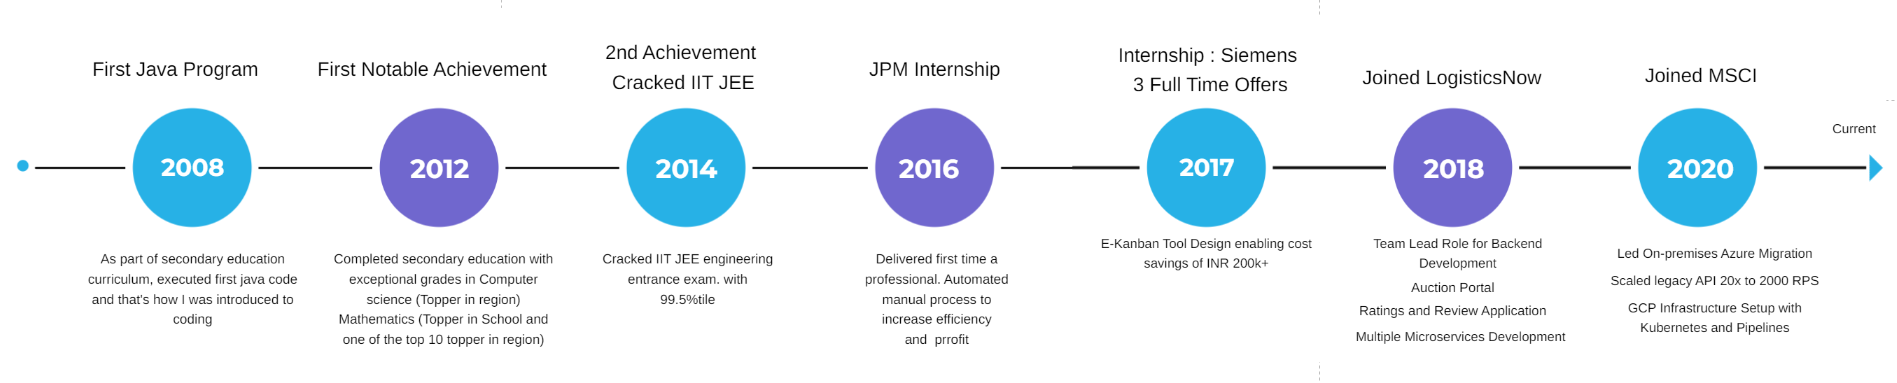 First Java Program
2008
As part of secondary education
curriculum, executed first java code
and that's how I was introduced to
coding
First Notable Achievement
2012
Completed secondary education with
exceptional grades in Computer
science (Topper in region)
Mathematics (Topper in School and
one of the top 10 topper in region)
2nd Achievement
Cracked IIT JEE
2014
Cracked IIT JEE engineering
entrance exam. with
99.5%tile
JPM Internship
2016
Delivered first time a
professional. Automated
manual process to
increase efficiency
and prrofit
Internship : Siemens
3 Full Time Offers
2017
E-Kanban Tool Design enabling cost
savings of INR 200k+
Joined LogisticsNow
2018
Team Lead Role for Backend
Development
Auction Portal
Ratings and Review Application
Multiple Microservices Development
Joined MSCI
2020
Led On-premises Azure Migration
Scaled legacy API 20x to 2000 RPS
GCP Infrastructure Setup with
Kubernetes and Pipelines
Current